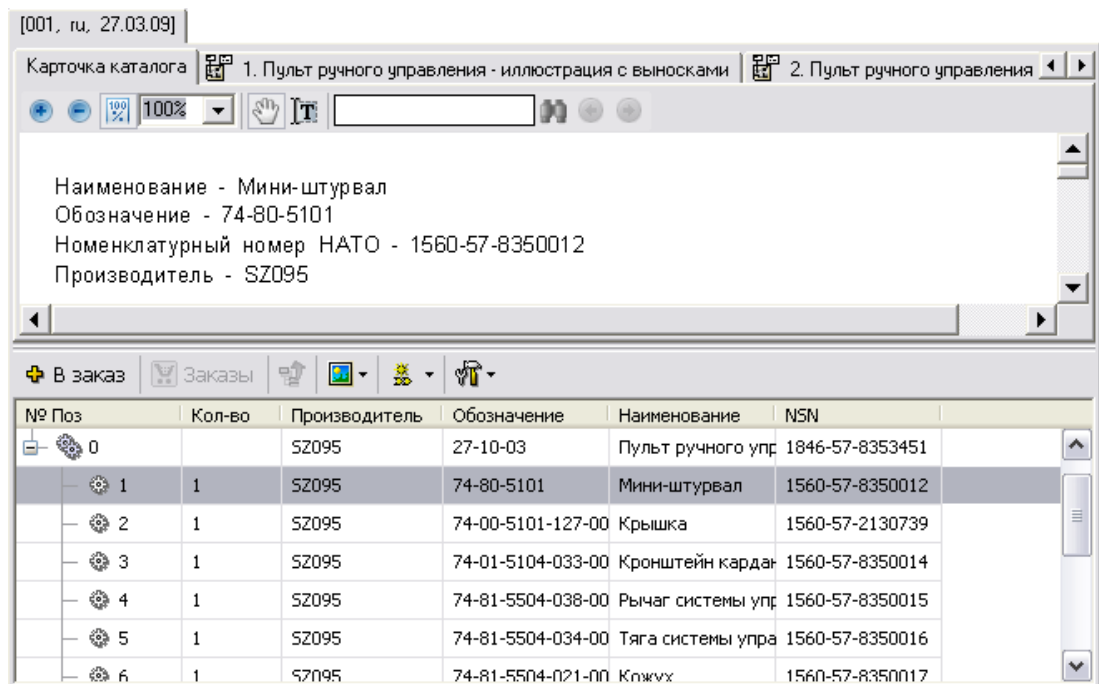 [001, ru, 27.03.09]
Карточка каталога 1. Пульт ручного управления - иллюстрация с выносками 2. Пульт ручного управления
100% 100% T
Наименование - Мини-штурвал
Обозначение - 74-80-5101
Номенклатурный номер НАТО - 1560-57-8350012
Производитель - SZ095
В заказ Заказы
№ Поз Кол-во Производитель Обозначение Наименование NSN
0 SZ095 27-10-03 Пульт ручного упр 1846-57-8353451
1 1 SZ095 74-80-5101 Мини-штурвал 1560-57-8350012
2 1 SZ095 74-00-5101-127-00 Крышка 1560-57-2130739
3 1 SZ095 74-01-5104-033-00 Кронштейн кардан 1560-57-8350014
4 1 SZ095 74-81-5504-038-00 Рычаг системы упр 1560-57-8350015
5 1 SZ095 74-81-5504-034-00 Тяга системы упра 1560-57-8350016
6 1 SZ095 74-81-5504-021-00 Кожух 1560-57-8350017